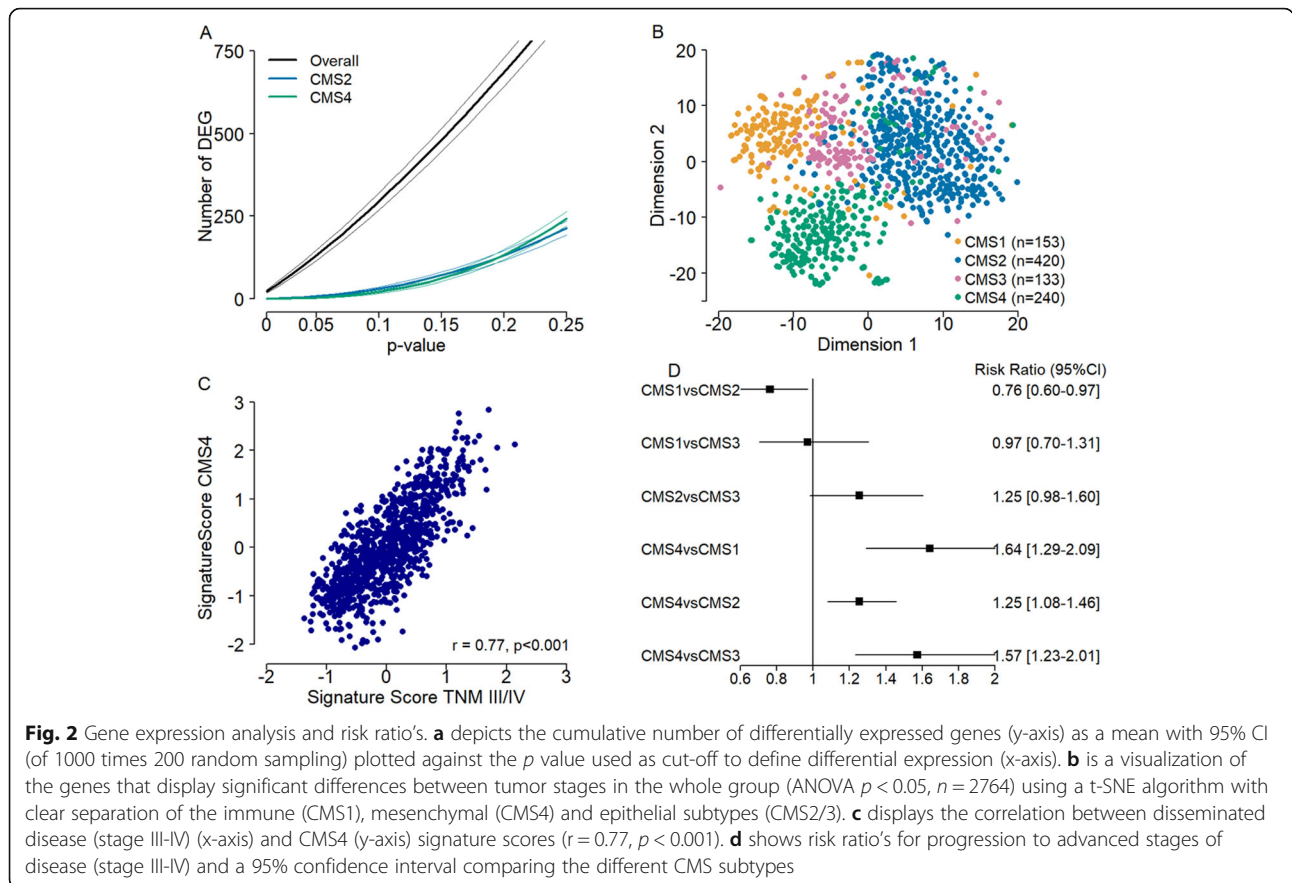 A
750
500
250
0
Number of DEG
Overall
CMS2
CMS4
0 0.05 0.1 0.15 0.2 0.25
p-value
B
20
10
0
-10
-20
Dimension 2
CMS1 (n=153)
CMS2 (n=420)
CMS3 (n=133)
CMS4 (n=240)
-20 -10 0 10 20
Dimension 1
C
3
2
1
0
-1
-2
SignatureScore CMS4
r = 0.77, p<0.001
-2 -1 0 1 2 3
Signature Score TNM III/IV
D
Risk Ratio (95%CI)
CMS1vsCMS2 0.76 [0.60-0.97]
CMS1vsCMS3 0.97 [0.70-1.31]
CMS2vsCMS3 1.25 [0.98-1.60]
CMS4vsCMS1 1.64 [1.29-2.09]
CMS4vsCMS2 1.25 [1.08-1.46]
CMS4vsCMS3 1.57 [1.23-2.01]
0.6 0.8 1 1.2 1.4 1.6 1.8 2
Fig. 2 Gene expression analysis and risk ratio's. a depicts the cumulative number of differentially expressed genes (y-axis) as a mean with 95% CI
(of 1000 times 200 random sampling) plotted against the p value used as cut-off to define differential expression (x-axis). b is a visualization of
the genes that display significant differences between tumor stages in the whole group (ANOVA p < 0.05, n = 2764) using a t-SNE algorithm with
clear separation of the immune (CMS1), mesenchymal (CMS4) and epithelial subtypes (CMS2/3). c displays the correlation between disseminated
disease (stage III-IV) (x-axis) and CMS4 (y-axis) signature scores (r = 0.77, p < 0.001). d shows risk ratio's for progression to advanced stages of
disease (stage III-IV) and a 95% confidence interval comparing the different CMS subtypes